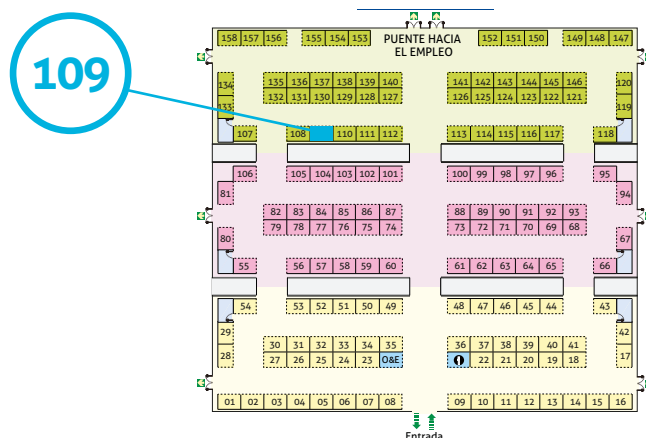 109
158 157 156 155 154 153 PUENTE HACIA EL EMPLEO 152 151 150 149 148 147
134 135 136 137 138 139 140 141 142 143 144 145 146 120
133 132 131 130 129 128 127 126 125 124 123 122 121 119
107 108 110 111 112 113 114 115 116 117 118
106 105 104 103 102 101 100 99 98 97 96 95
81 94
82 83 84 85 86 87 88 89 90 91 92 93
80 79 78 77 76 75 74 73 72 71 70 69 68 67
55 56 57 58 59 60 61 62 63 64 65 66
54 53 52 51 50 49 48 47 46 45 44 43
29 42
30 31 32 33 34 35 36 37 38 39 40 41
28 27 26 25 24 23 O&E 22 21 20 19 18 17
01 02 03 04 05 06 07 08 09 10 11 12 13 14 15 16
Entrada